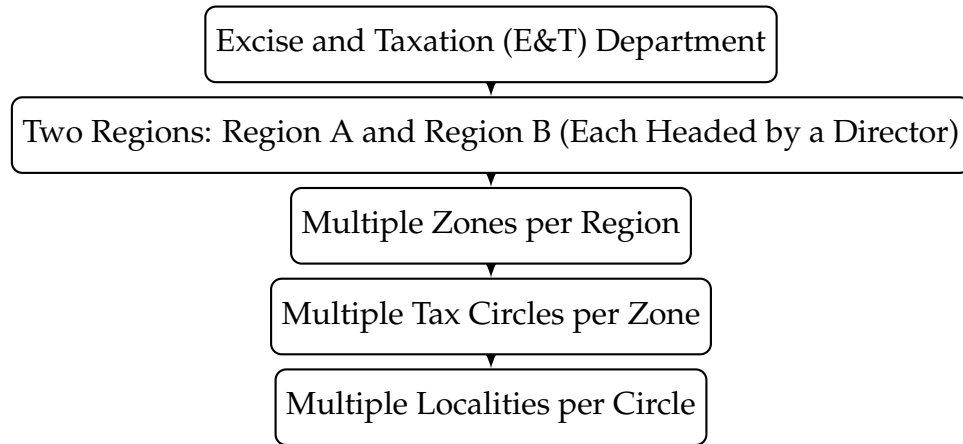 Excise and Taxation (E&T) Department
Two Regions: Region A and Region B (Each Headed by a Director)
Multiple Zones per Region
Multiple Tax Circles per Zone
Multiple Localities per Circle